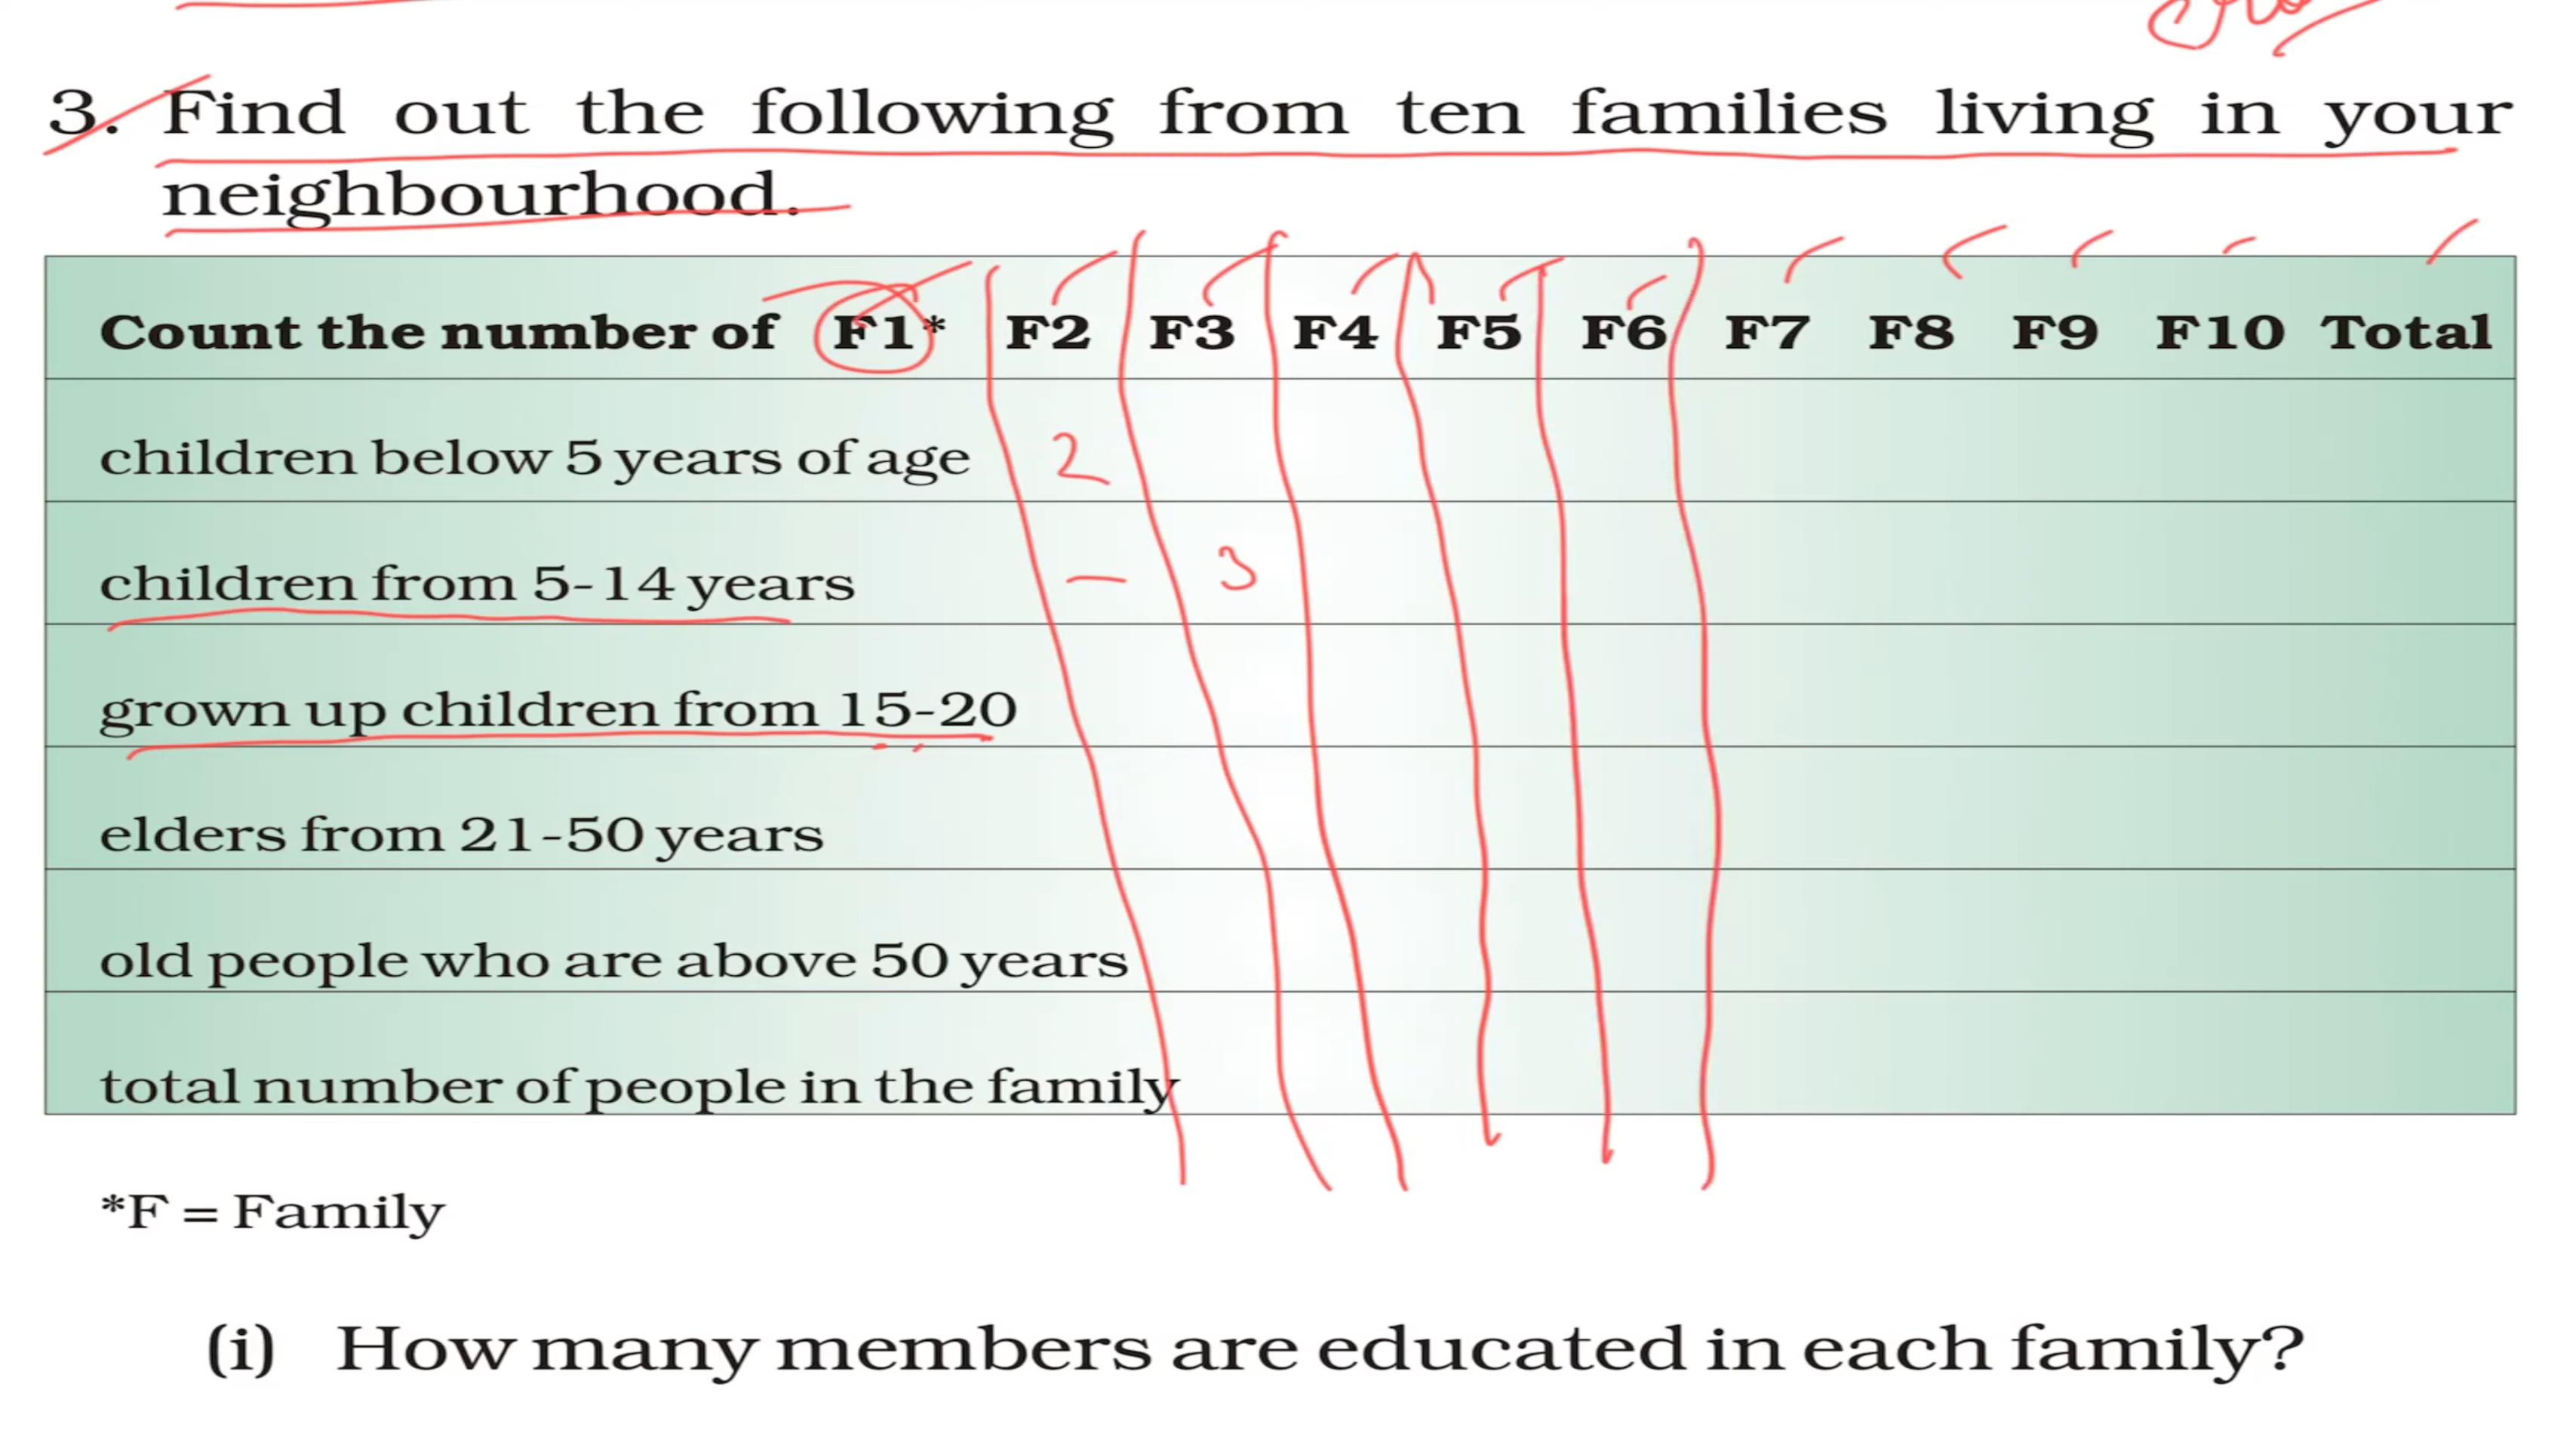 3. Find out the following from ten families living in your
neighbourhood.
Count the number of F1* F2 F3 F4 F5 F6 F7 F8 F9 F10 Total
children below 5 years of age 2
children from 5-14 years — 3
grown up children from 15-20
elders from 21-50 years
old people who are above 50 years
total number of people in the family
*F = Family
(i) How many members are educated in each family?